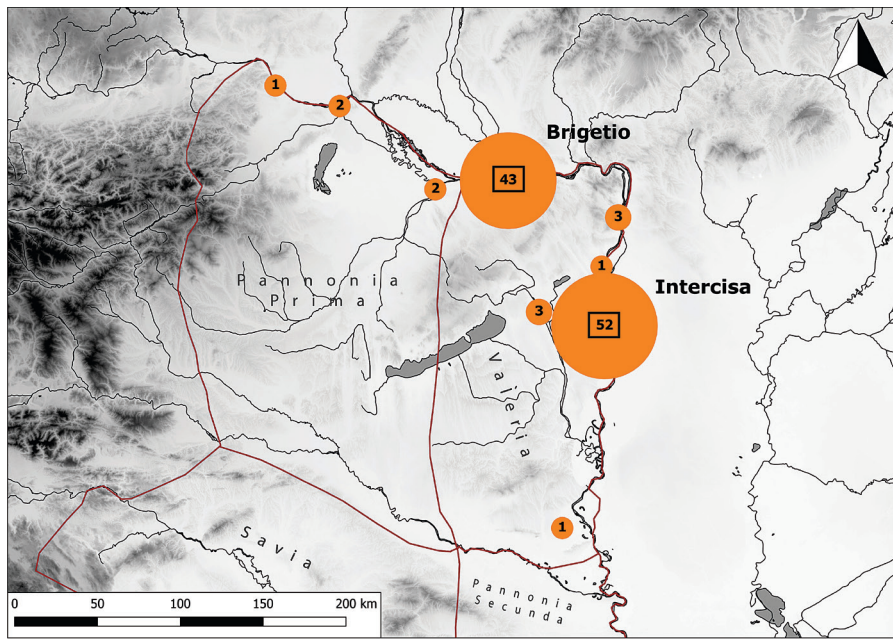 1
2
Brigetio
43
2
3
Pannonia
Prima
1
Intercisa
3
52
Valeria
1
Savia
Pannonia
Secunda
0 50 100 150 200 km